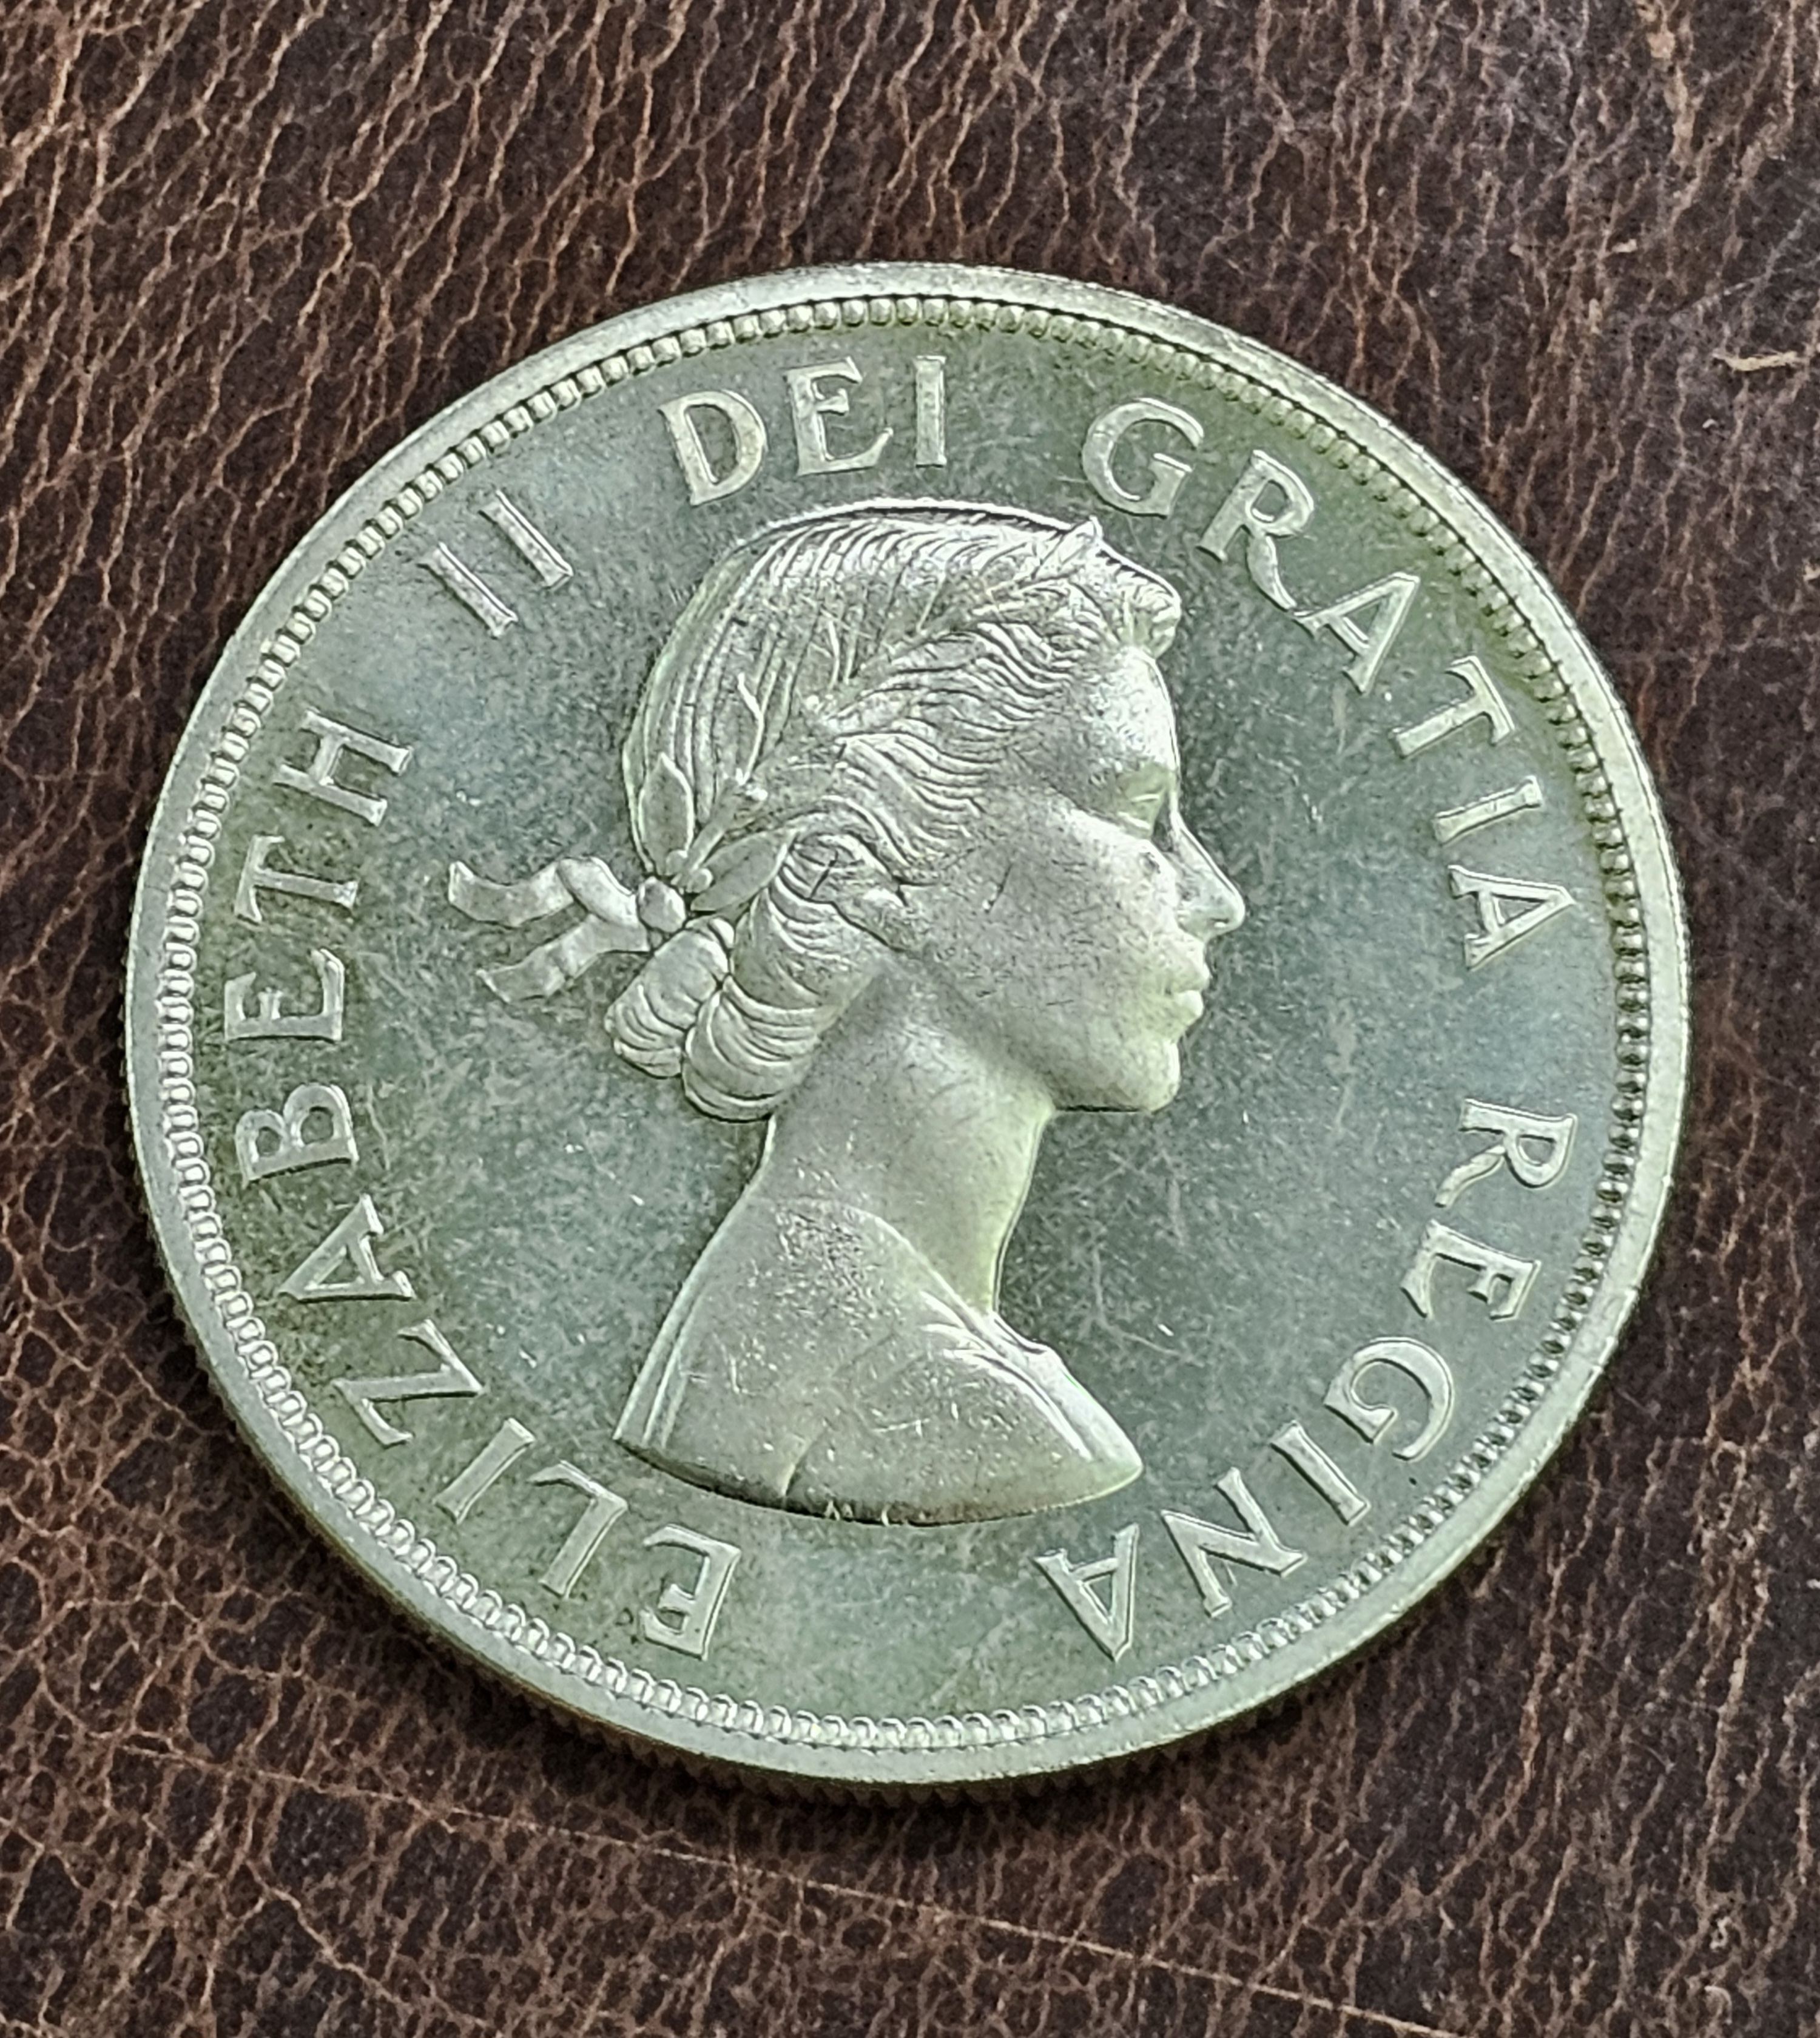 ELIZABETH II DEI GRATIA REGINA